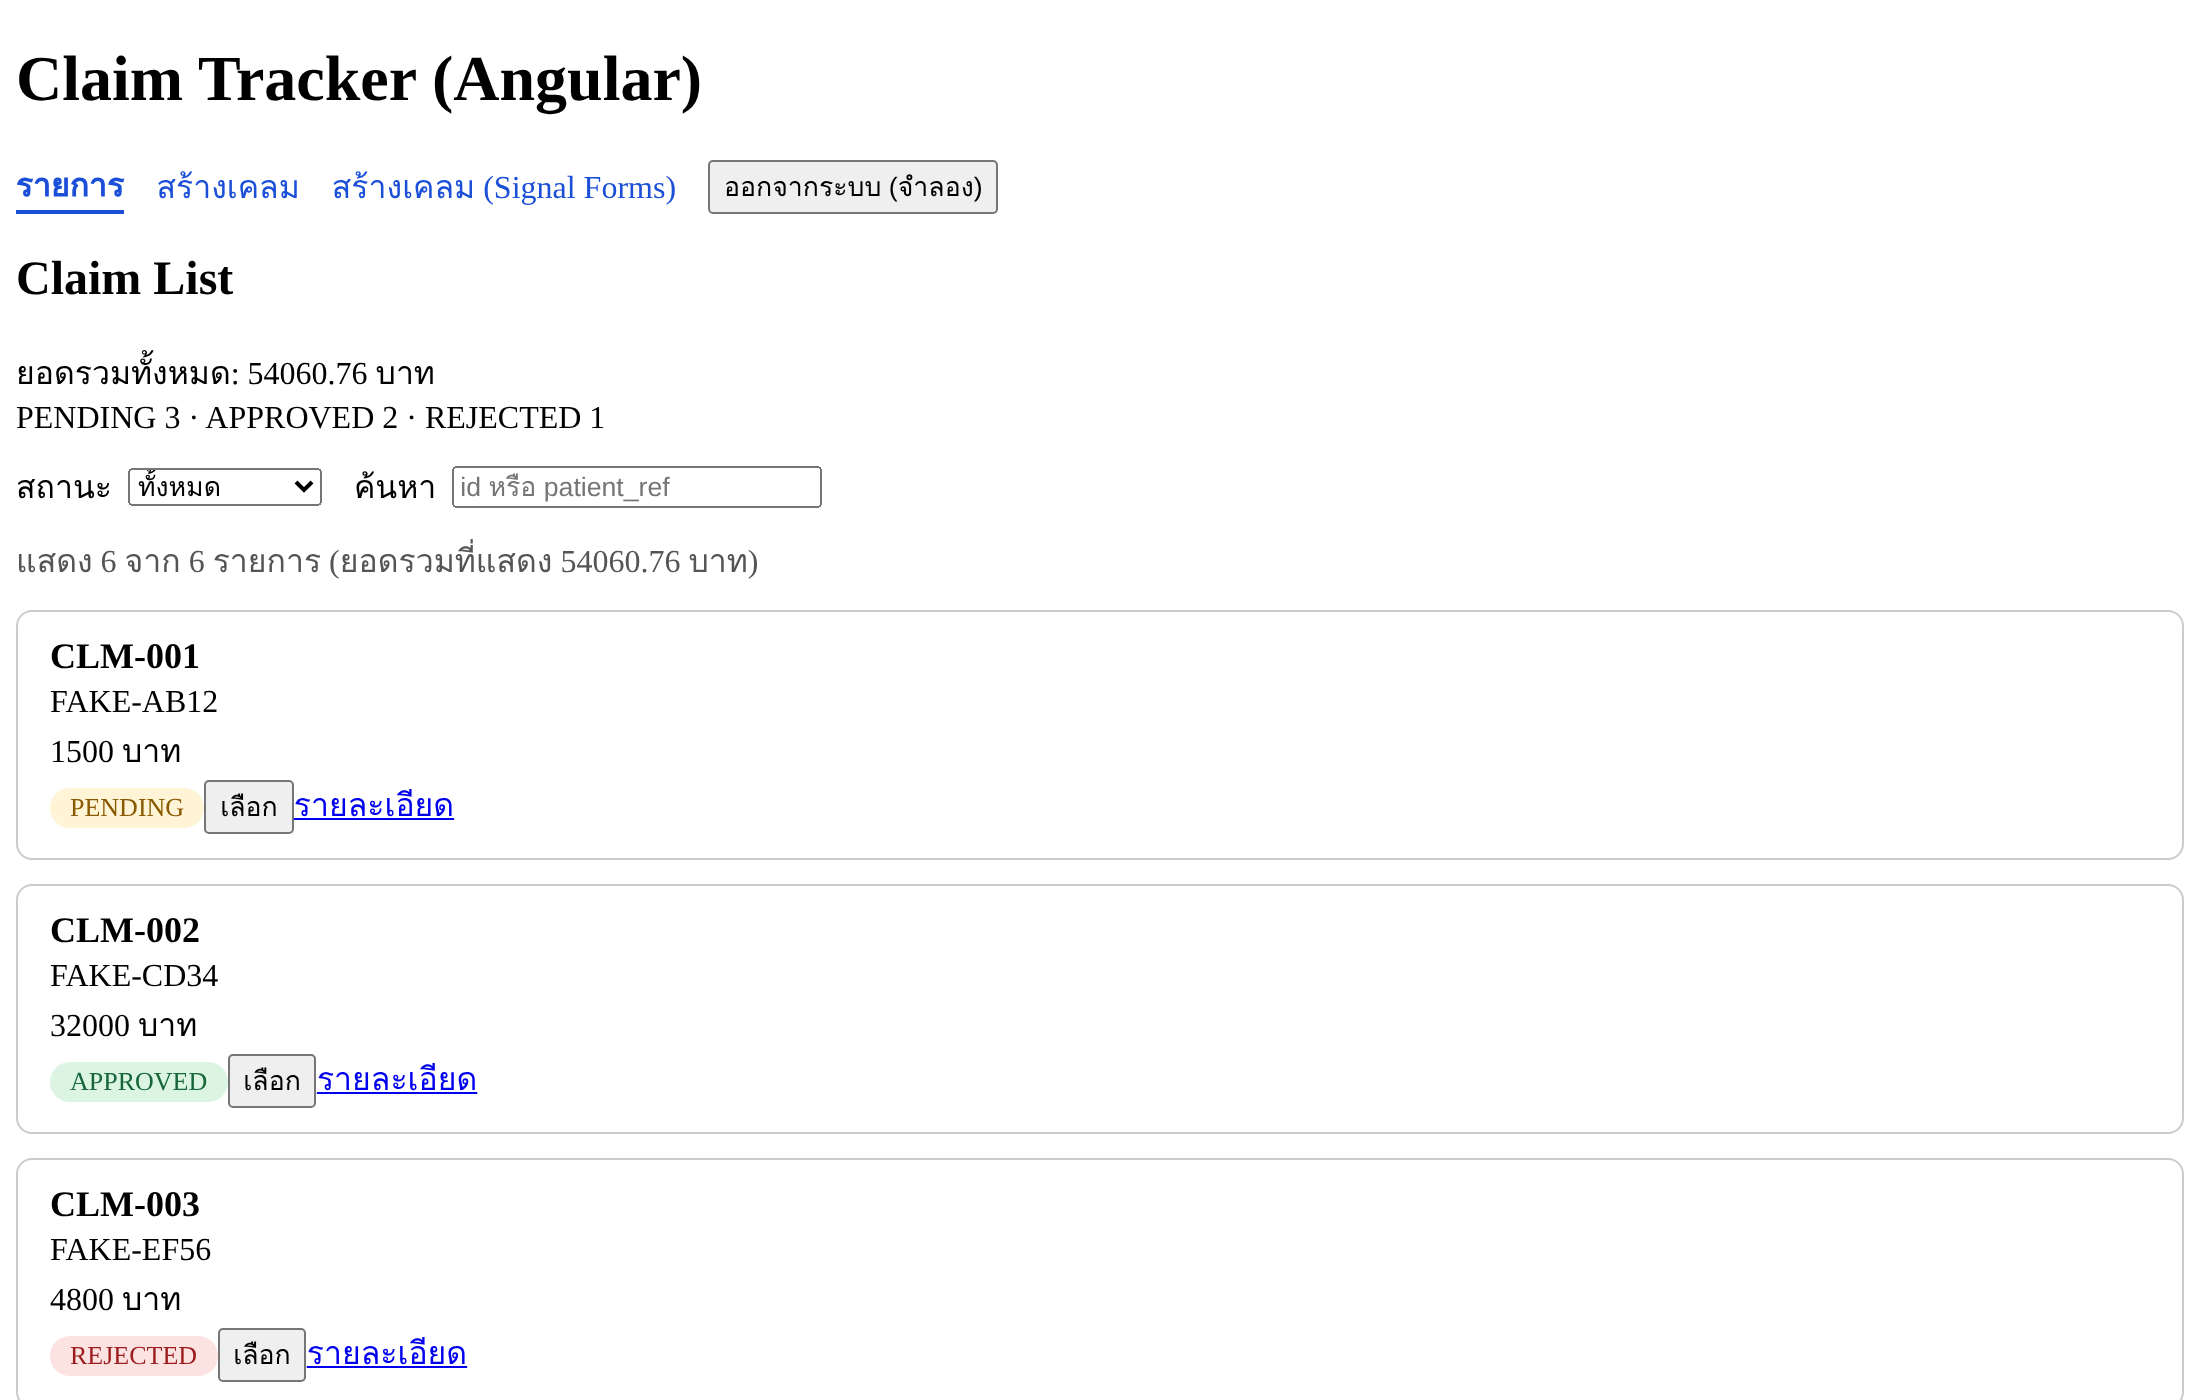 Claim Tracker (Angular)
รายการ สร้างเคลม สร้างเคลม (Signal Forms) ออกจากระบบ (จำลอง)
Claim List
ยอดรวมทั้งหมด: 54060.76 บาท
PENDING 3 · APPROVED 2 · REJECTED 1
สถานะ ทั้งหมด ค้นหา id หรือ patient_ref
แสดง 6 จาก 6 รายการ (ยอดรวมที่แสดง 54060.76 บาท)
CLM-001
FAKE-AB12
1500 บาท
PENDING เลือก รายละเอียด
CLM-002
FAKE-CD34
32000 บาท
APPROVED เลือก รายละเอียด
CLM-003
FAKE-EF56
4800 บาท
REJECTED เลือก รายละเอียด